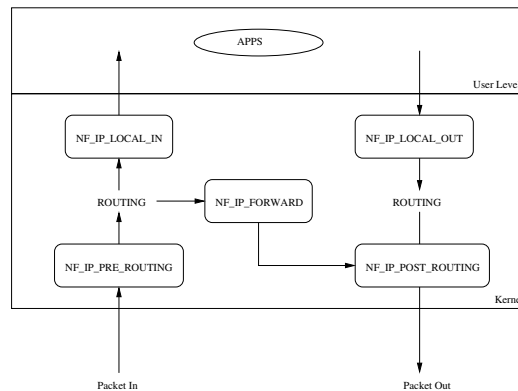 APPS
User Leve
NF_IP_LOCAL_IN
NF_IP_LOCAL_OUT
ROUTING
NF_IP_FORWARD
ROUTING
NF_IP_PRE_ROUTING
NF_IP_POST_ROUTING
Kerne
Packet In
Packet Out